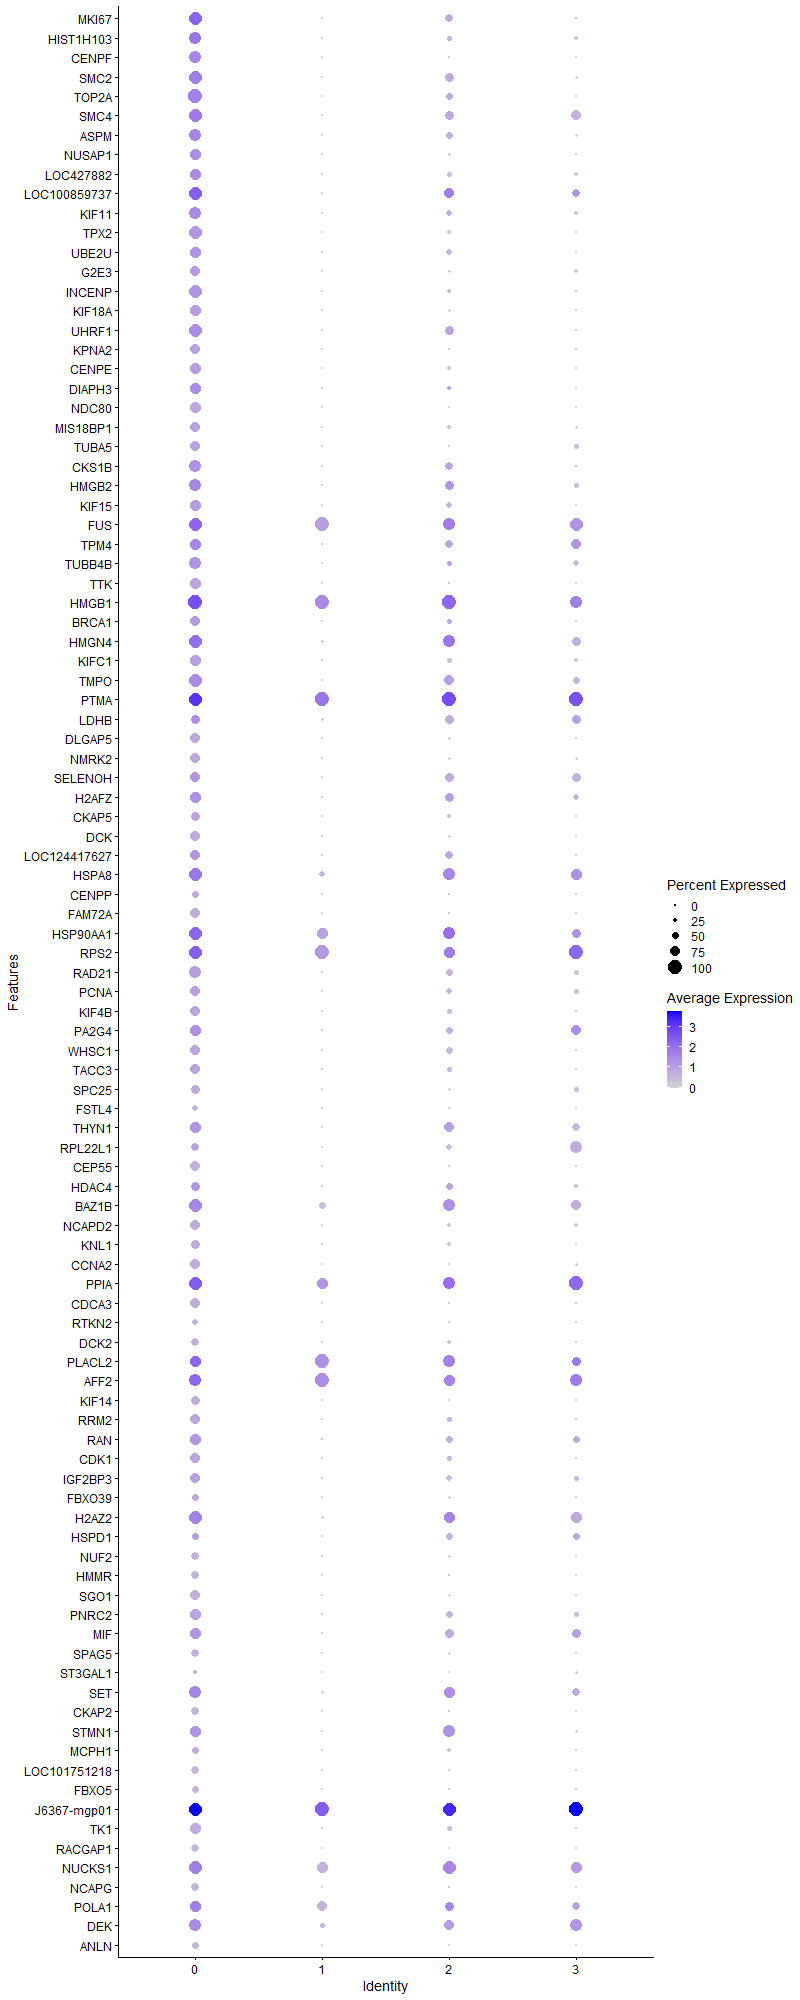 MKI67
HIST1H103
CENPF
SMC2
TOP2A
SMC4
ASPM
NUSAP1
LOC427882
LOC100859737
KIF11
TPX2
UBE2U
G2E3
INCENP
KIF18A
UHRF1
KPNA2
CENPE
DIAPH3
NDC80
MIS18BP1
TUBA5
CKS1B
HMGB2
KIF15
FUS
TPM4
TUBB4B
TTK
HMGB1
BRCA1
HMGN4
KIFC1
TMPO
PTMA
LDHB
DLGAP5
NMRK2
SELENOH
H2AFZ
CKAP5
DCK
LOC124417627
HSPA8
CENPP
FAM72A
HSP90AA1
RPS2
RAD21
PCNA
KIF4B
PA2G4
WHSC1
TACC3
SPC25
FSTL4
THYN1
RPL22L1
CEP55
HDAC4
BAZ1B
NCAPD2
KNL1
CCNA2
PPIA
CDCA3
RTKN2
DCK2
PLACL2
AFF2
KIF14
RRM2
RAN
CDK1
IGF2BP3
FBXO39
H2AZ2
HSPD1
NUF2
HMMR
SGO1
PNRC2
MIF
SPAG5
ST3GAL1
SET
CKAP2
STMN1
MCPH1
LOC101751218
FBXO5
J6367-mgp01
TK1
RACGAP1
NUCKS1
NCAPG
POLA1
DEK
ANLN
Features
0 1 2 3
Identity
Percent Expressed
0
25
50
75
100
Average Expression
3
2
1
0